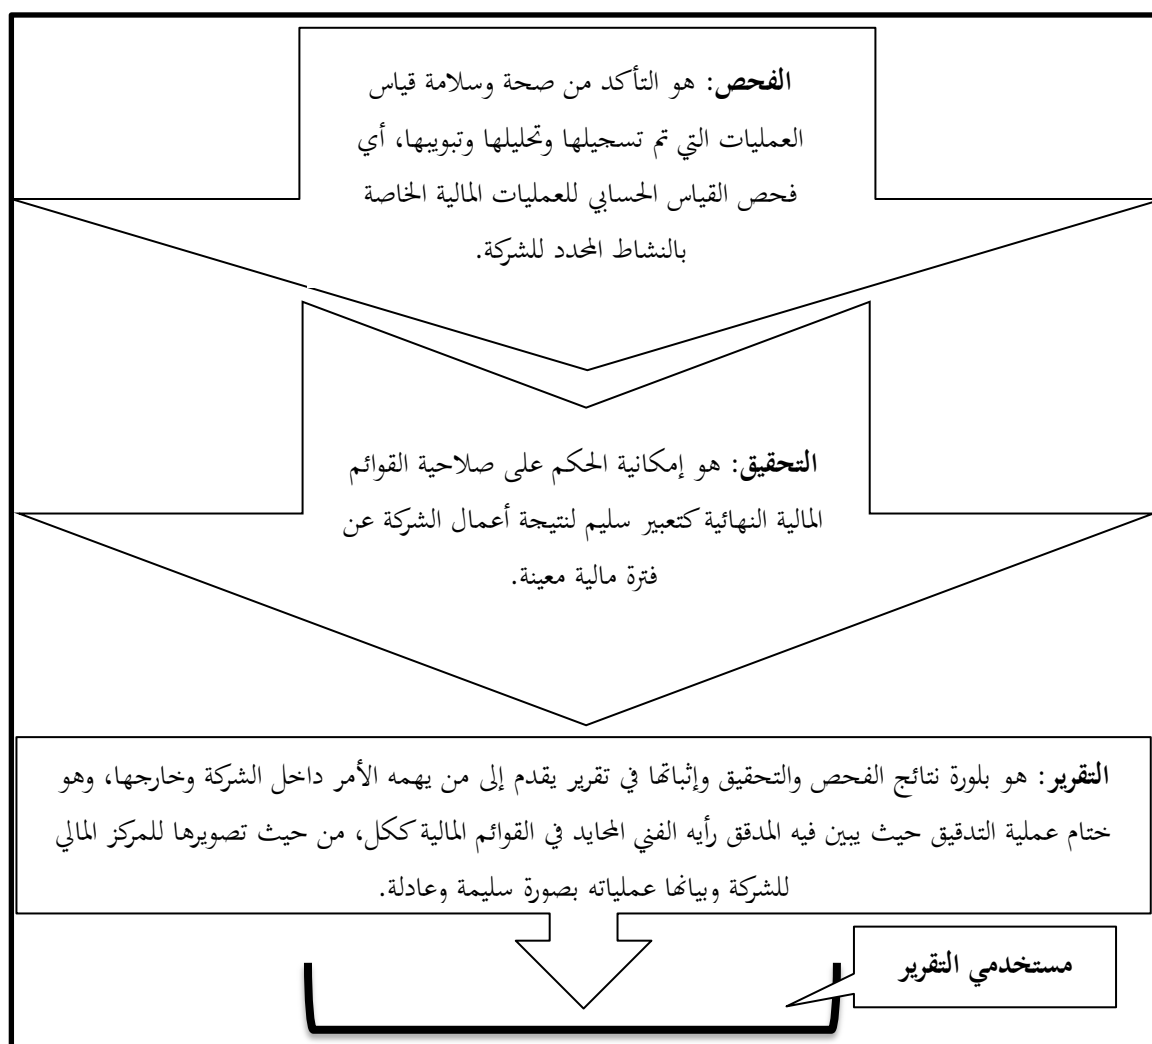 الفحص: هو التأكد من صحة وسلامة قياس
العمليات التي تم تسجيلها وتحليلها وتبويبها، أي
فحص القياس الحسابي للعمليات المالية الخاصة
بالنشاط المحدد للشركة.
التحقيق: هو إمكانية الحكم على صلاحية القوائم
المالية النهائية كتعبير سليم لنتيجة أعمال الشركة عن
فترة مالية معينة.
التقرير: هو بلورة نتائج الفحص والتحقيق وإثباتها في تقرير يقدم إلى من يهمه الأمر داخل الشركة وخارجها، وهو
ختام عملية التدقيق حيث يبين فيه المدقق رأيه الفني المحايد في القوائم المالية ككل، من حيث تصويرها للمركز المالي
للشركة وبيانها عملياته بصورة سليمة وعادلة.
مستخدمي التقرير